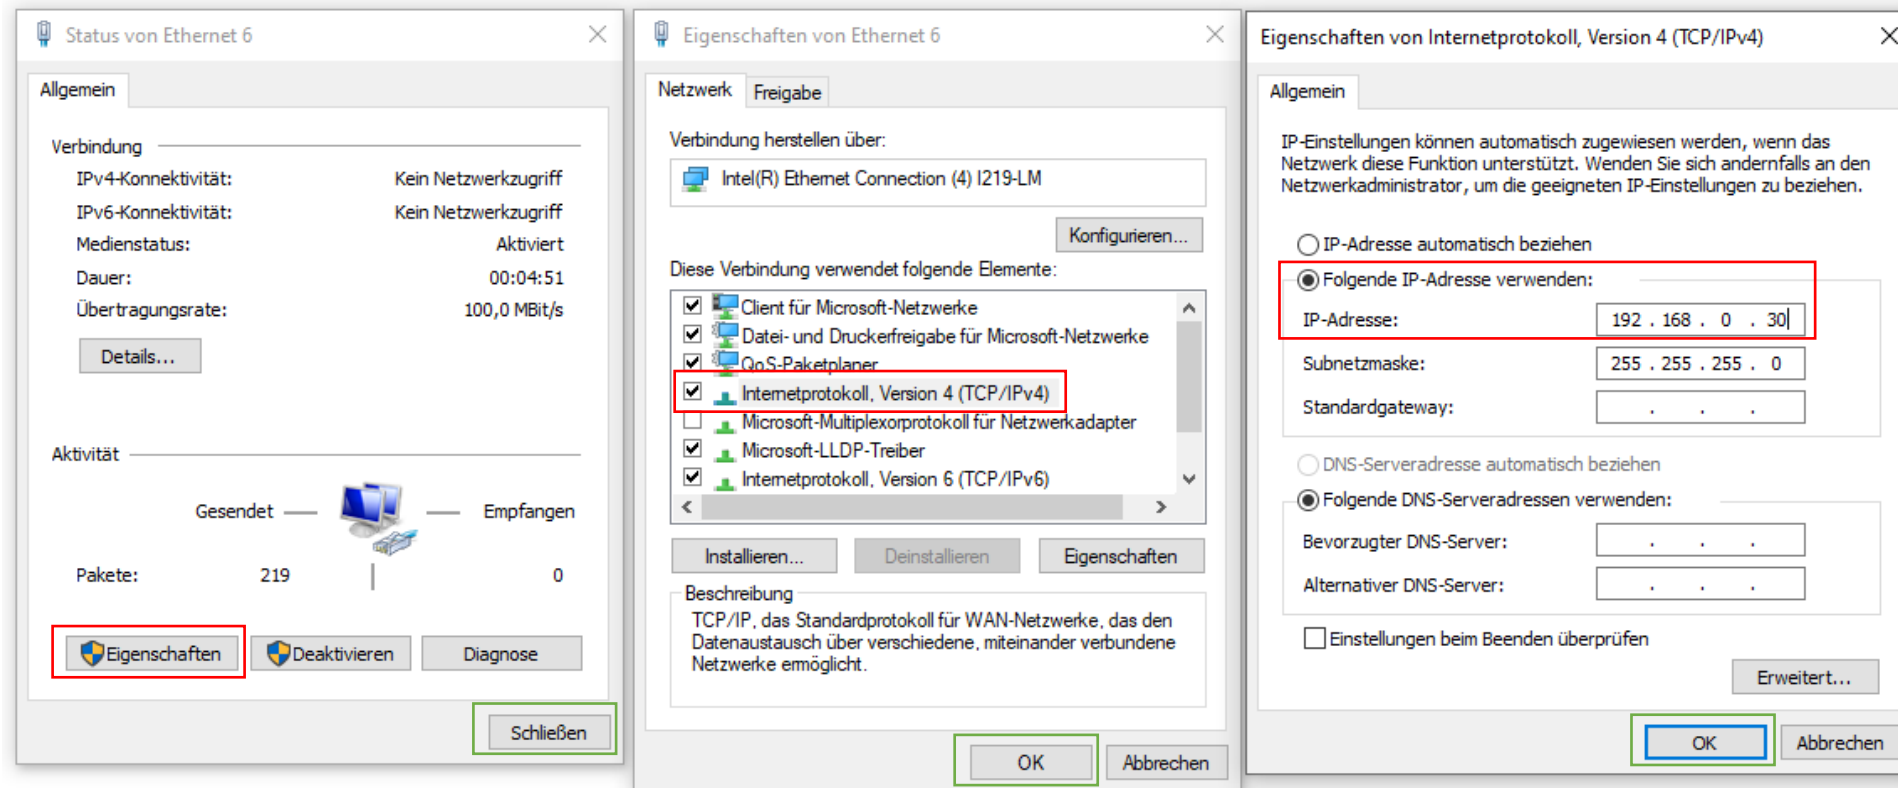 Status von Ethernet 6
Allgemein
Verbindung
IPv4-Konnektivität: Kein Netzwerkzugriff
IPv6-Konnektivität: Kein Netzwerkzugriff
Medienstatus: Aktiviert
Dauer: 00:04:51
Übertragungsrate: 100,0 MBit/s
Details...
Aktivität
Gesendet Empfangen
Pakete: 219 0
Eigenschaften Deaktivieren Diagnose
Schließen
Eigenschaften von Ethernet 6
Netzwerk Freigabe
Verbindung herstellen über:
Intel(R) Ethernet Connection (4) I219-LM
Konfigurieren...
Diese Verbindung verwendet folgende Elemente:
Client für Microsoft-Netzwerke
Datei- und Druckerfreigabe für Microsoft-Netzwerke
QoS-Paketplaner
Internetprotokoll, Version 4 (TCP/IPv4)
Microsoft-Multiplexorprotokoll für Netzwerkadapter
Microsoft-LLDP-Treiber
Internetprotokoll, Version 6 (TCP/IPv6)
Installieren... Deinstallieren Eigenschaften
Beschreibung
TCP/IP, das Standardprotokoll für WAN-Netzwerke, das den
Datenaustausch über verschiedene, miteinander verbundene
Netzwerke ermöglicht.
OK Abbrechen
Eigenschaften von Internetprotokoll, Version 4 (TCP/IPv4)
Allgemein
IP-Einstellungen können automatisch zugewiesen werden, wenn das
Netzwerk diese Funktion unterstützt. Wenden Sie sich andernfalls an den
Netzwerkadministrator, um die geeigneten IP-Einstellungen zu beziehen.
IP-Adresse automatisch beziehen
Folgende IP-Adresse verwenden:
IP-Adresse: 192 . 168 . 0 . 30
Subnetzmaske: 255 . 255 . 255 . 0
Standardgateway: . . .
DNS-Serveradresse automatisch beziehen
Folgende DNS-Serveradressen verwenden:
Bevorzugter DNS-Server: . . .
Alternativer DNS-Server: . . .
Einstellungen beim Beenden überprüfen
Erweitert...
OK Abbrechen